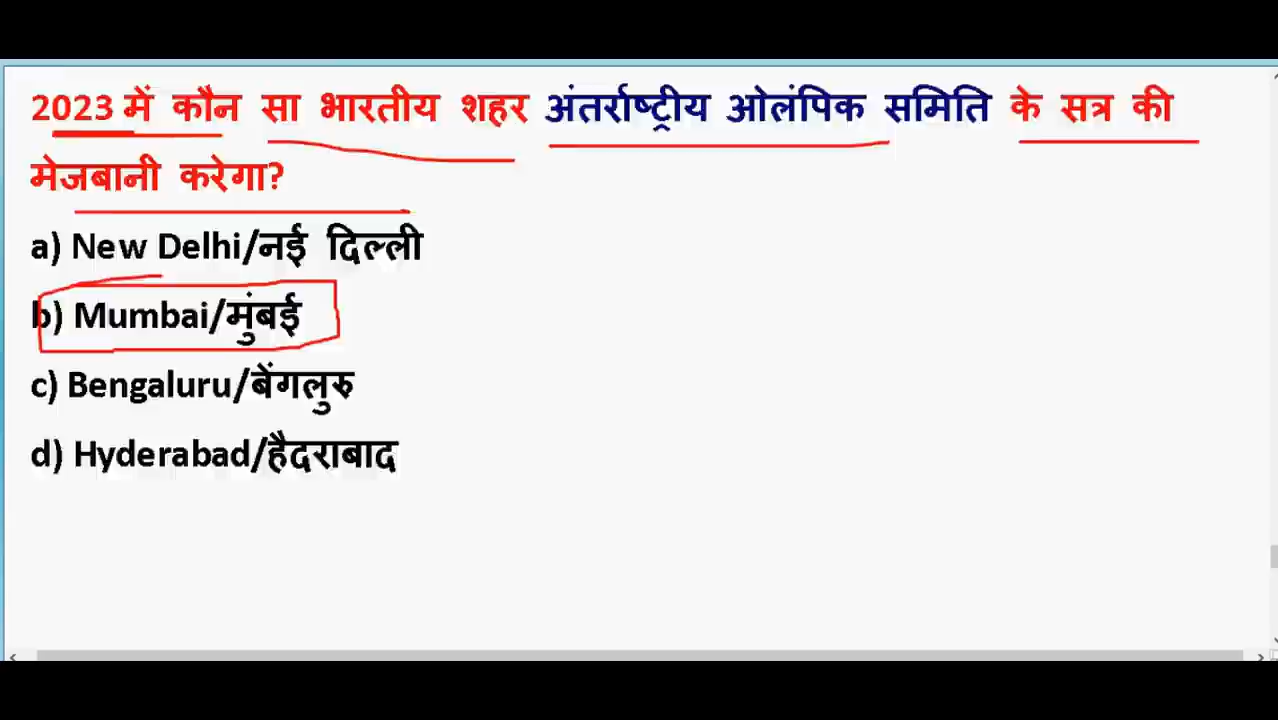 2023 में कौन सा भारतीय शहर अंतर्राष्ट्रीय ओलंपिक समिति के सत्र की
मेजबानी करेगा?
a) New Delhi/नई दिल्ली
b) Mumbai/मुंबई
c) Bengaluru/बेंगलुरु
d) Hyderabad/हैदराबाद